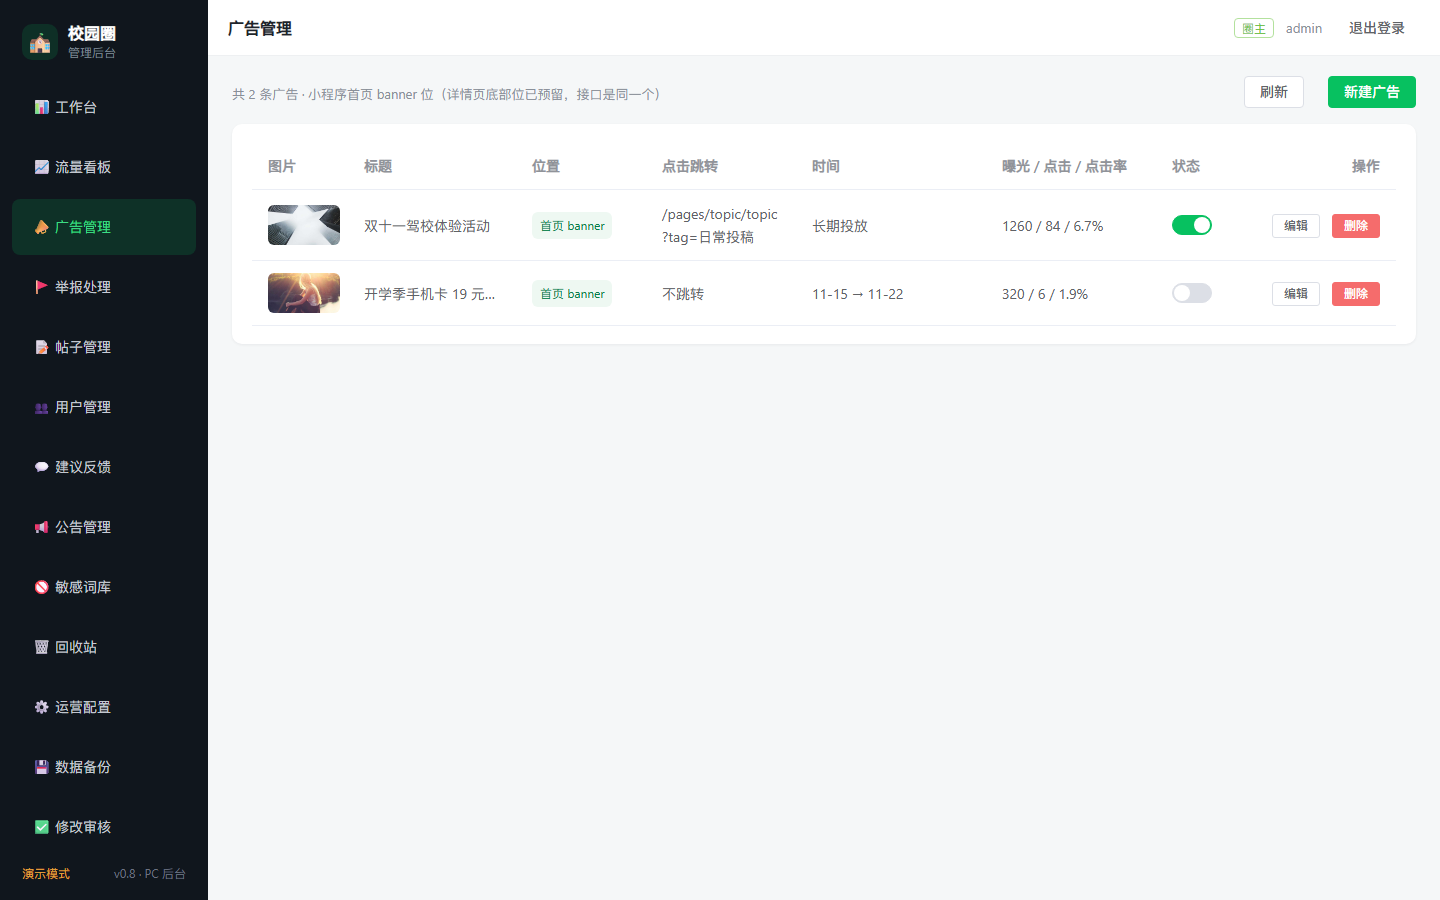 校园圈
管理后台
工作台
流量看板
广告管理
举报处理
帖子管理
用户管理
建议反馈
公告管理
敏感词库
回收站
运营配置
数据备份
修改审核
演示模式
v0.8 · PC 后台
广告管理
圈主
admin
退出登录
共 2 条广告 · 小程序首页 banner 位（详情页底部位已预留，接口是同一个）
刷新
新建广告
图片 标题 位置 点击跳转 时间 曝光 / 点击 / 点击率 状态 操作
双十一驾校体验活动 首页 banner /pages/topic/topic
?tag=日常投稿 长期投放 1260 / 84 / 6.7% 编辑 删除
开学季手机卡 19 元... 首页 banner 不跳转 11-15 → 11-22 320 / 6 / 1.9% 编辑 删除